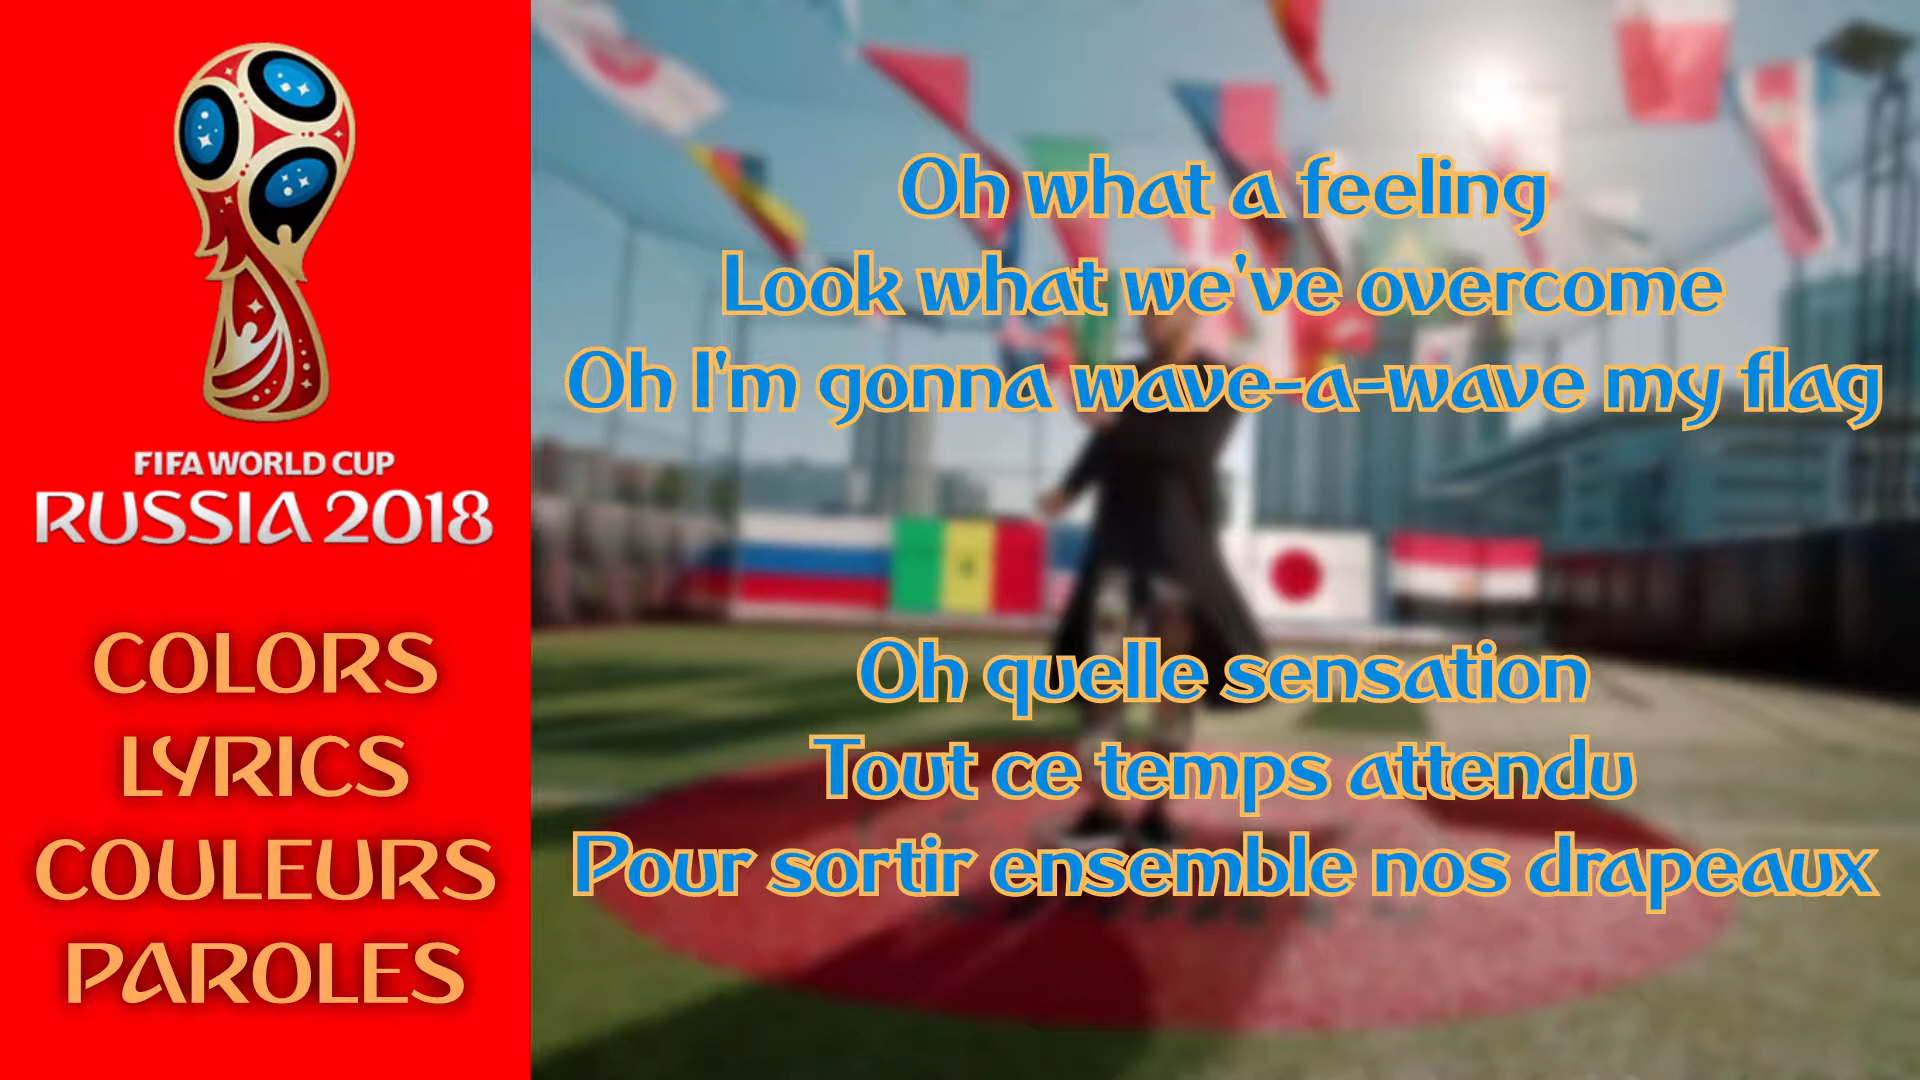 FIFA WORLD CUP
RUSSIA 2018
COLORS
LYRICS
COULEURS
PAROLES
Oh what a feeling
Look what we've overcome
Oh I'm gonna wave-a-wave my flag
Oh quelle sensation
Tout ce temps attendu
Pour sortir ensemble nos drapeaux